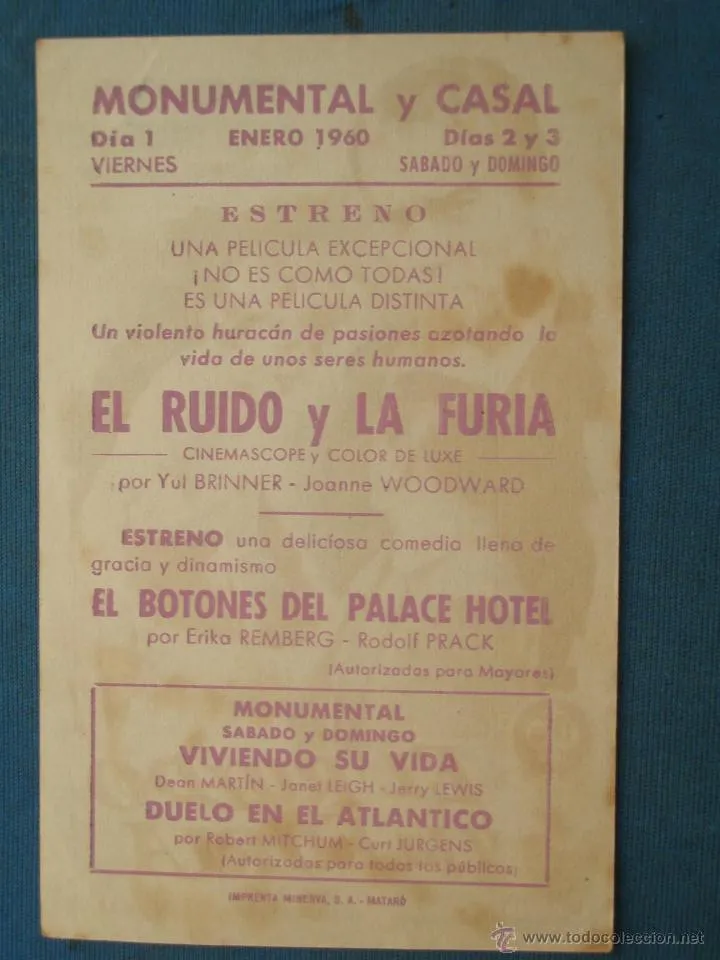 MONUMENTAL y CASAL
Día 1 ENERO 1960 Días 2 y 3
VIERNES SABADO y DOMINGO
ESTRENO
UNA PELICULA EXCEPCIONAL
¡NO ES COMO TODAS!
ES UNA PELICULA DISTINTA
Un violento huracán de pasiones azotando la
vida de unos seres humanos.
EL RUIDO y LA FURIA
CINEMASCOPE y COLOR DE LUXE
por Yul BRINNER - Joanne WOODWARD
ESTRENO una deliciosa comedia llena de
gracia y dinamismo
EL BOTONES DEL PALACE HOTEL
por Erika REMBERG - Rodolf PRACK
(Autorizadas para Mayores)
MONUMENTAL
SABADO y DOMINGO
VIVIENDO SU VIDA
Dean MARTÍN - Janet LEIGH - Jerry LEWIS
DUELO EN EL ATLANTICO
por Robert MITCHUM - Curt JURGENS
(Autorizadas para todos los públicos)
IMPRENTA MINERVA, S. A. - MATARÓ
www.todocoleccion.net